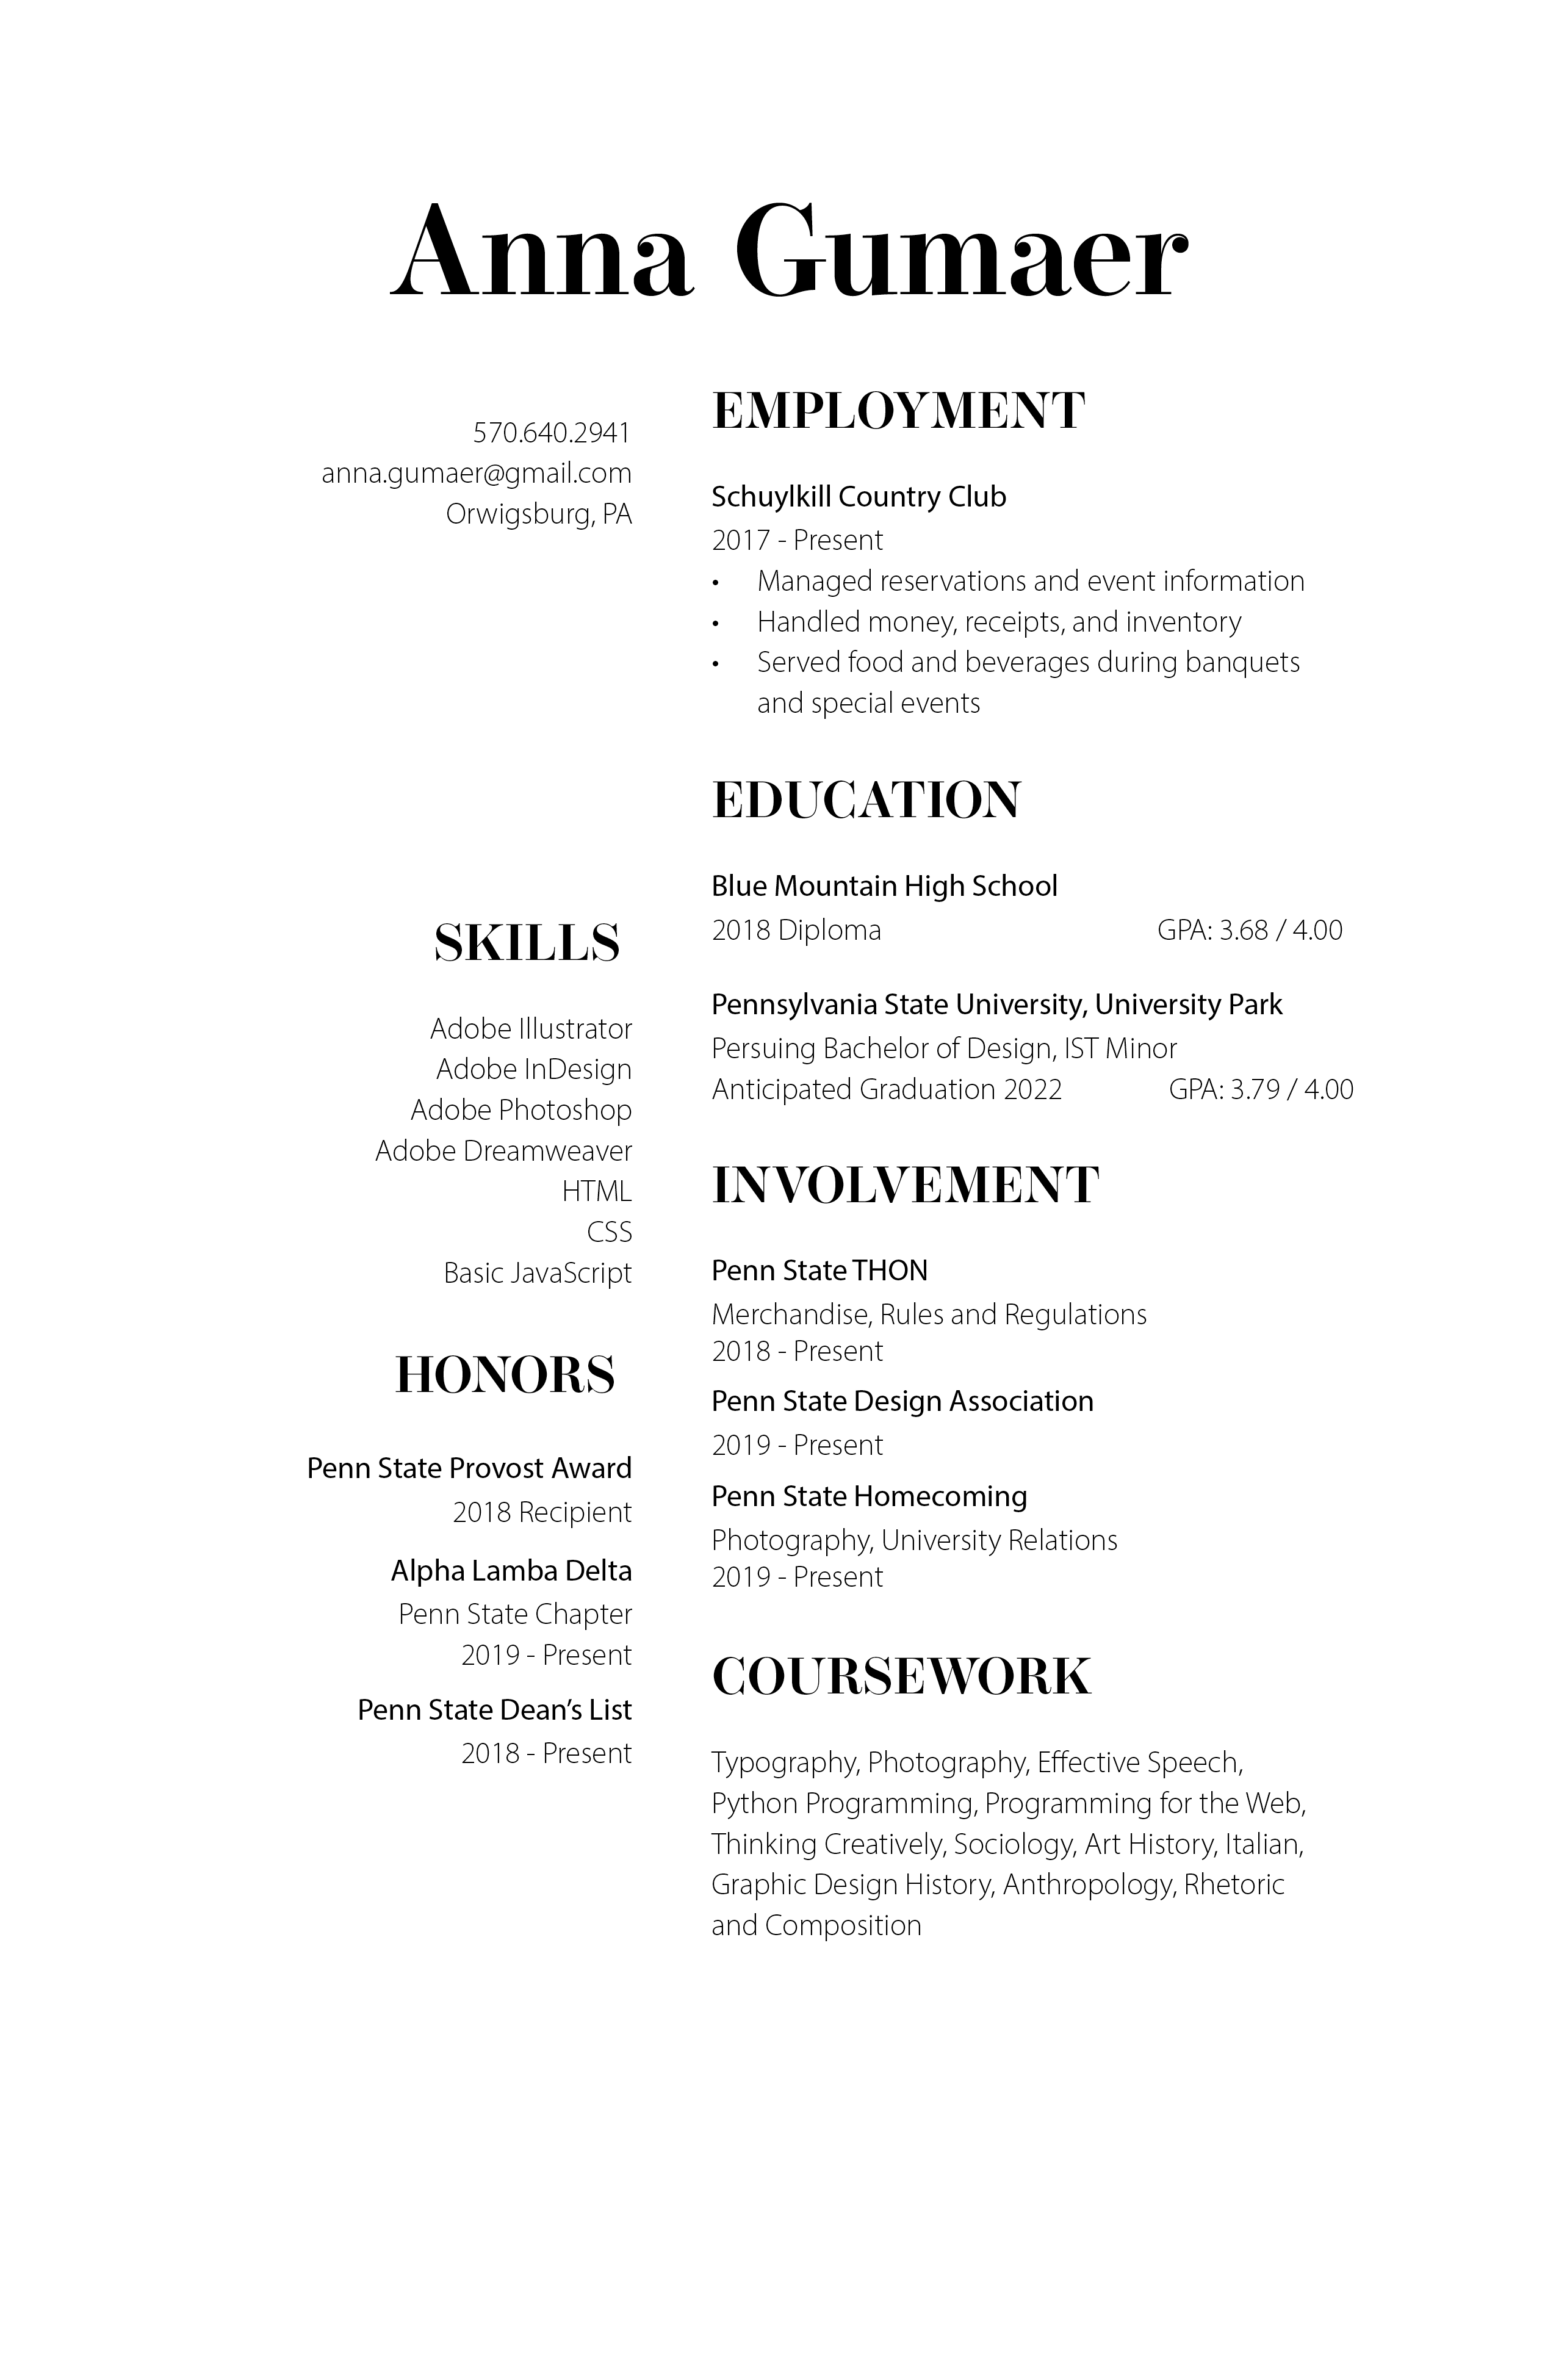 Anna Gumaer
570.640.2941
anna.gumaer@gmail.com
Orwigsburg, PA
SKILLS
Adobe Illustrator
Adobe InDesign
Adobe Photoshop
Adobe Dreamweaver
HTML
CSS
Basic JavaScript
HONORS
Penn State Provost Award
2018 Recipient
Alpha Lamba Delta
Penn State Chapter
2019 - Present
Penn State Dean’s List
2018 - Present
EMPLOYMENT
Schuylkill Country Club
2017 - Present
• Managed reservations and event information
• Handled money, receipts, and inventory
• Served food and beverages during banquets
and special events
EDUCATION
Blue Mountain High School
2018 Diploma GPA: 3.68 / 4.00
Pennsylvania State University, University Park
Persuing Bachelor of Design, IST Minor
Anticipated Graduation 2022 GPA: 3.79 / 4.00
INVOLVEMENT
Penn State THON
Merchandise, Rules and Regulations
2018 - Present
Penn State Design Association
2019 - Present
Penn State Homecoming
Photography, University Relations
2019 - Present
COURSEWORK
Typography, Photography, Effective Speech,
Python Programming, Programming for the Web,
Thinking Creatively, Sociology, Art History, Italian,
Graphic Design History, Anthropology, Rhetoric
and Composition